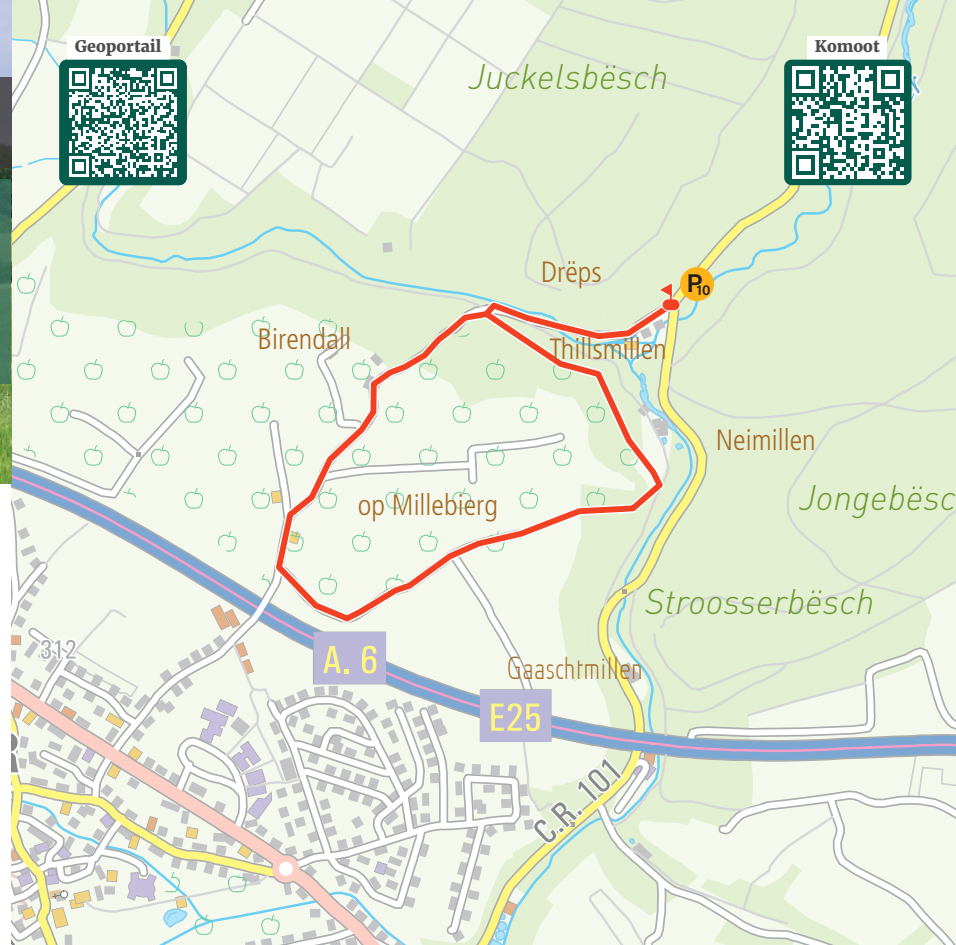 Geoportail
Komoot
Juckelsbësch
Drëps
P10
Birendall
Thillsmillen
Neimillen
Jongebësc
op Millebierg
Stroosserbësch
312
Gaaschtmillen
A. 6
E25
C.R. 101